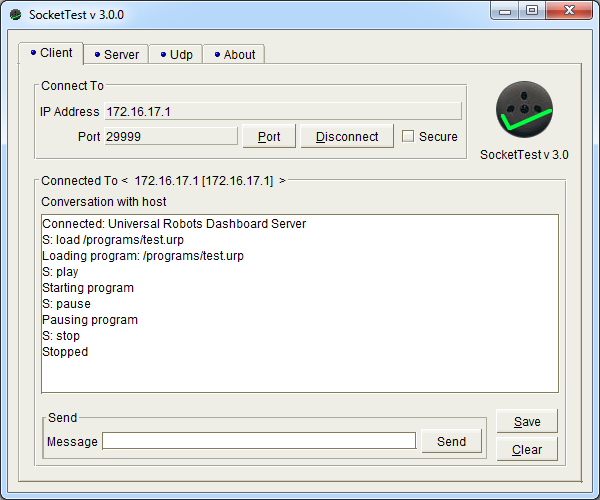 SocketTest v 3.0.0
Client
Server
Udp
About
Connect To
IP Address 172.16.17.1
Port 29999 Port Disconnect Secure
SocketTest v 3.0
Connected To < 172.16.17.1 [172.16.17.1] >
Conversation with host
Connected: Universal Robots Dashboard Server
S: load /programs/test.urp
Loading program: /programs/test.urp
S: play
Starting program
S: pause
Pausing program
S: stop
Stopped
Send
Message Send
Save
Clear